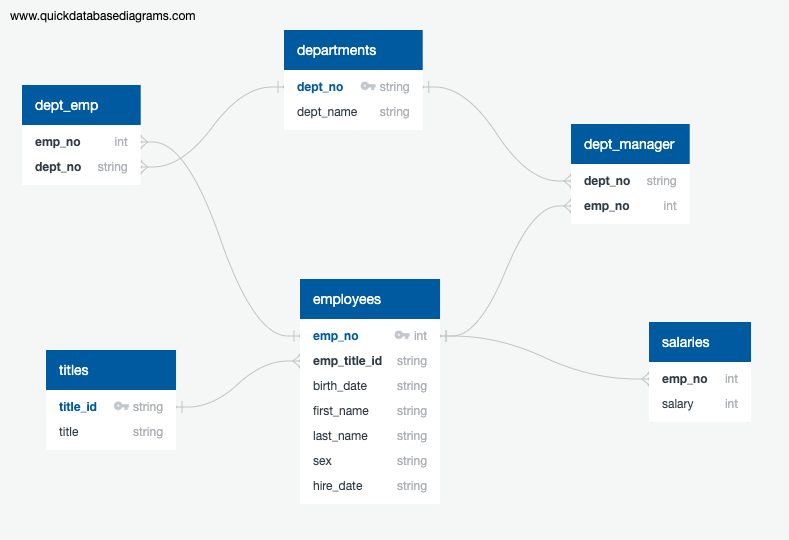 www.quickdatabasediagrams.com
departments
dept_no string
dept_name string
dept_emp
emp_no int
dept_no string
dept_manager
dept_no string
emp_no int
employees
emp_no int
emp_title_id string
birth_date string
first_name string
last_name string
sex string
hire_date string
titles
title_id string
title string
salaries
emp_no int
salary int